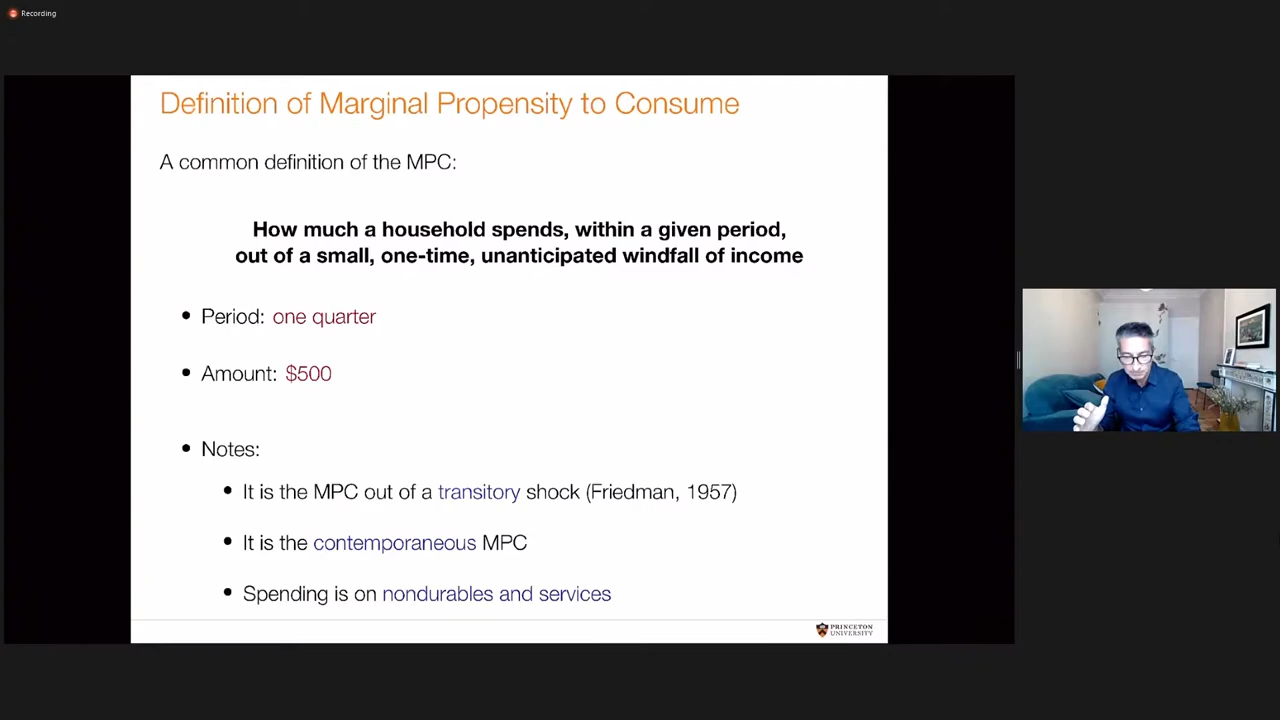 Recording
Definition of Marginal Propensity to Consume
A common definition of the MPC:
How much a household spends, within a given period,
out of a small, one-time, unanticipated windfall of income
• Period: one quarter
• Amount: $500
• Notes:
• It is the MPC out of a transitory shock (Friedman, 1957)
• It is the contemporaneous MPC
• Spending is on nondurables and services
PRINCETON
UNIVERSITY